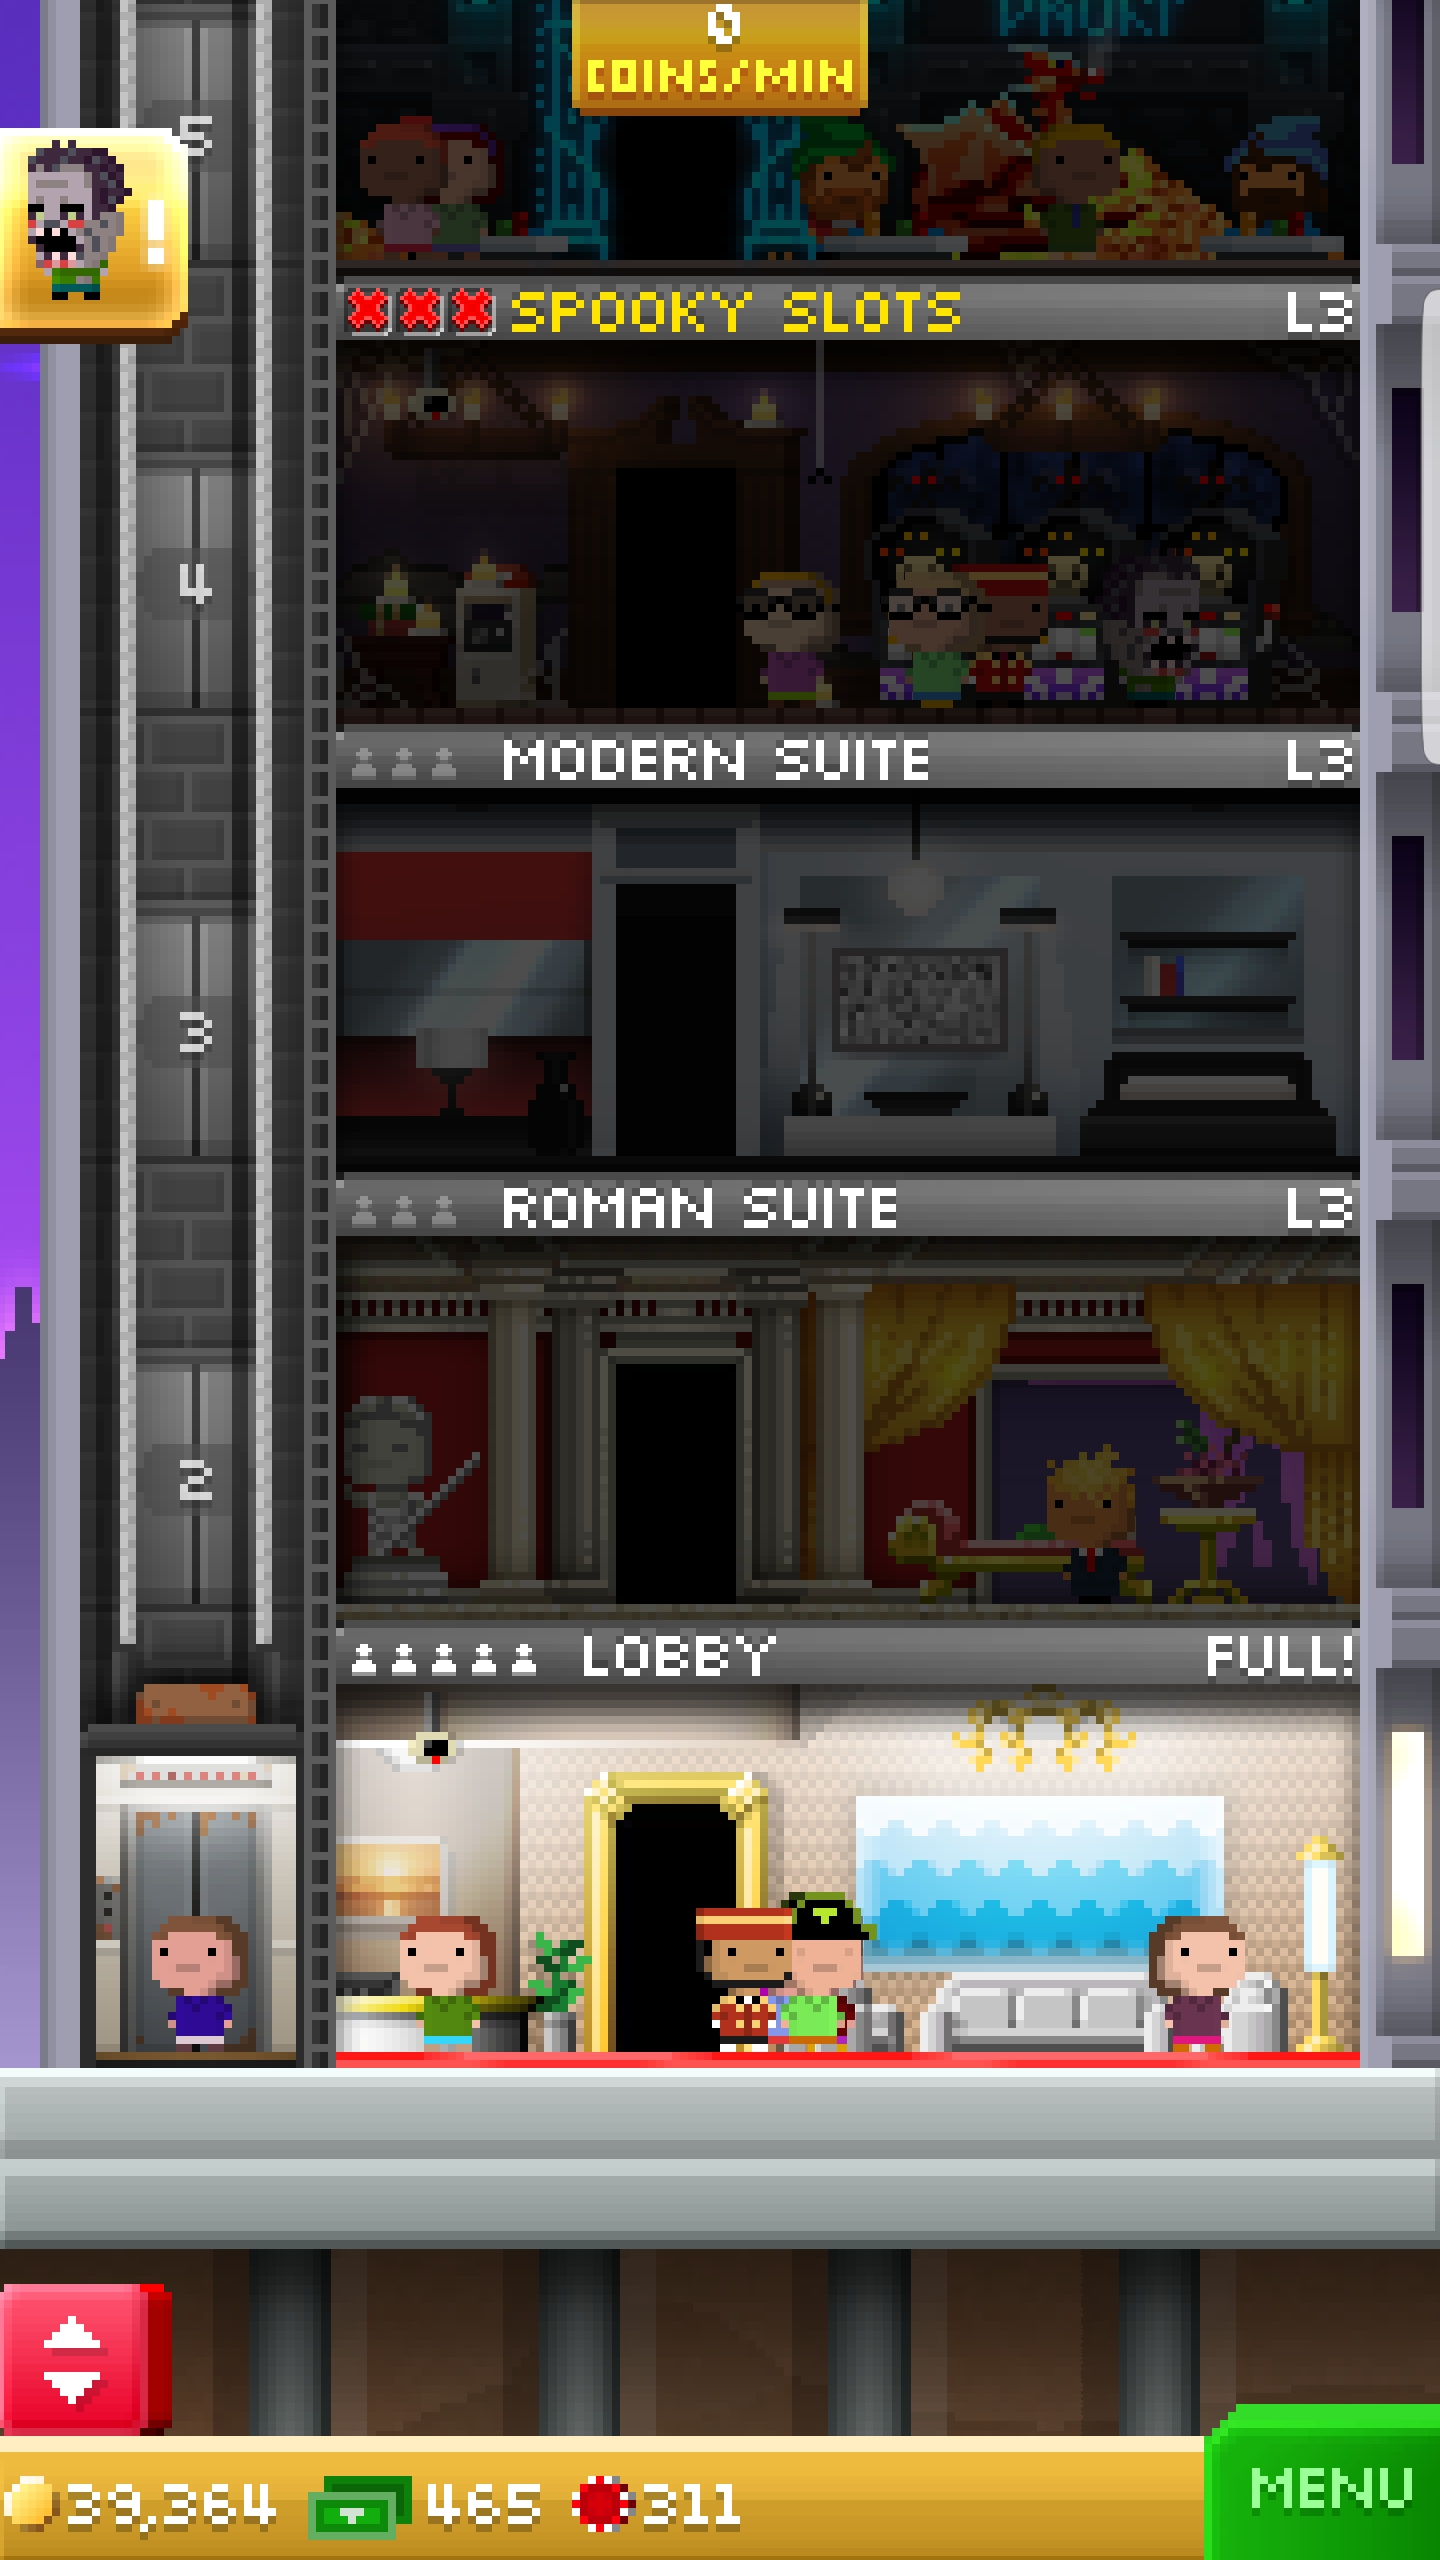 0
COINS/MIN
5
!
SPOOKY SLOTS L3
4
MODERN SUITE L3
3
ROMAN SUITE L3
2
LOBBY FULL!
39,364 465 311
MENU